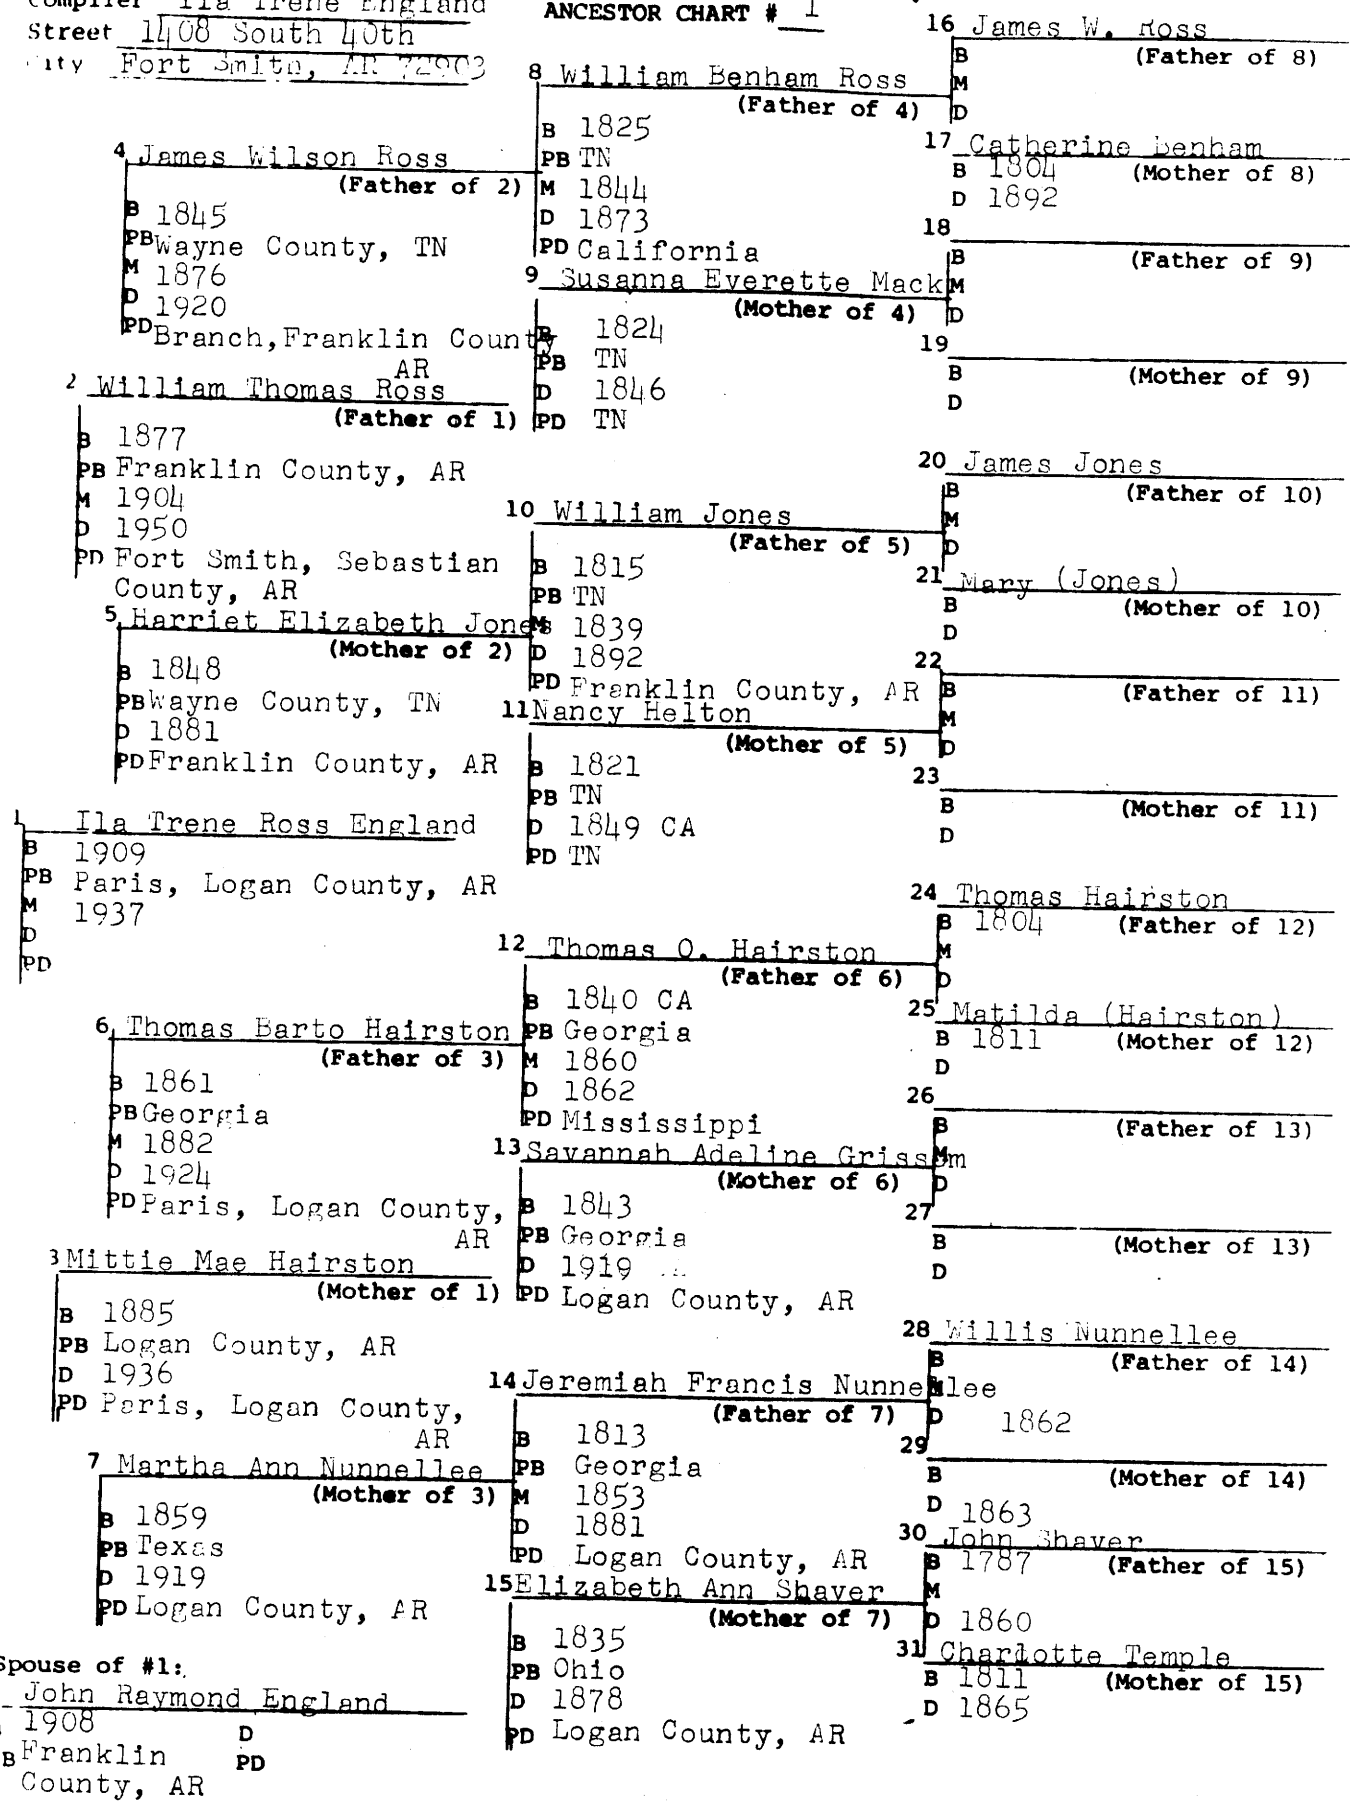 Compiler Ila Irene England
Street 1408 South 40th
City Fort Smith, AR 72903
ANCESTOR CHART # 1
4 James Wilson Ross
(Father of 2)
B 1845
PB Wayne County, TN
M 1876
D 1920
PD Branch, Franklin County
AR
2 William Thomas Ross
(Father of 1)
B 1877
PB Franklin County, AR
M 1904
D 1950
PD Fort Smith, Sebastian
County, AR
5 Harriet Elizabeth Jones
(Mother of 2)
B 1848
PB Wayne County, TN
D 1881
PD Franklin County, AR
1 Ila Irene Ross England
B 1909
PB Paris, Logan County, AR
M 1937
D
PD
6 Thomas Barto Hairston
(Father of 3)
B 1861
PB Georgia
M 1882
D 1924
PD Paris, Logan County,
AR
3 Mittie Mae Hairston
(Mother of 1)
B 1885
PB Logan County, AR
D 1936
PD Paris, Logan County,
AR
7 Martha Ann Nunnellee
(Mother of 3)
B 1859
PB Texas
D 1919
PD Logan County, AR
Spouse of #1:
John Raymond England
1908 D
B Franklin PD
County, AR
8 William Benham Ross
(Father of 4)
B 1825
PB TN
M 1844
D 1873
PD California
9 Susanna Everette Mack
(Mother of 4)
B 1824
PB TN
D 1846
PD TN
10 William Jones
(Father of 5)
B 1815
PB TN
M 1839
D 1892
PD Franklin County, AR
11 Nancy Helton
(Mother of 5)
B 1821
PB TN
D 1849 CA
PD TN
12 Thomas O. Hairston
(Father of 6)
B 1840 CA
PB Georgia
M 1860
D 1862
PD Mississippi
13 Savannah Adeline Grissom
(Mother of 6)
B 1843
PB Georgia
D 1919
PD Logan County, AR
14 Jeremiah Francis Nunnellee
(Father of 7)
B 1813
PB Georgia
M 1853
D 1881
PD Logan County, AR
15 Elizabeth Ann Shaver
(Mother of 7)
B 1835
PB Ohio
D 1878
PD Logan County, AR
16 James W. Ross
B (Father of 8)
M
D
17 Catherine Benham
B 1804 (Mother of 8)
D 1892
18
B (Father of 9)
M
D
19
B (Mother of 9)
D
20 James Jones
B (Father of 10)
M
D
21 Mary (Jones)
B (Mother of 10)
D
22
B (Father of 11)
M
D
23
B (Mother of 11)
D
24 Thomas Hairston
B 1804 (Father of 12)
M
D
25 Matilda (Hairston)
B 1811 (Mother of 12)
D
26
B (Father of 13)
M
D
27
B (Mother of 13)
D
28 Willis Nunnellee
B (Father of 14)
M
D 1862
29
B (Mother of 14)
D 1863
30 John Shaver
B 1787 (Father of 15)
M
D 1860
31 Charlotte Temple
B 1811 (Mother of 15)
D 1865